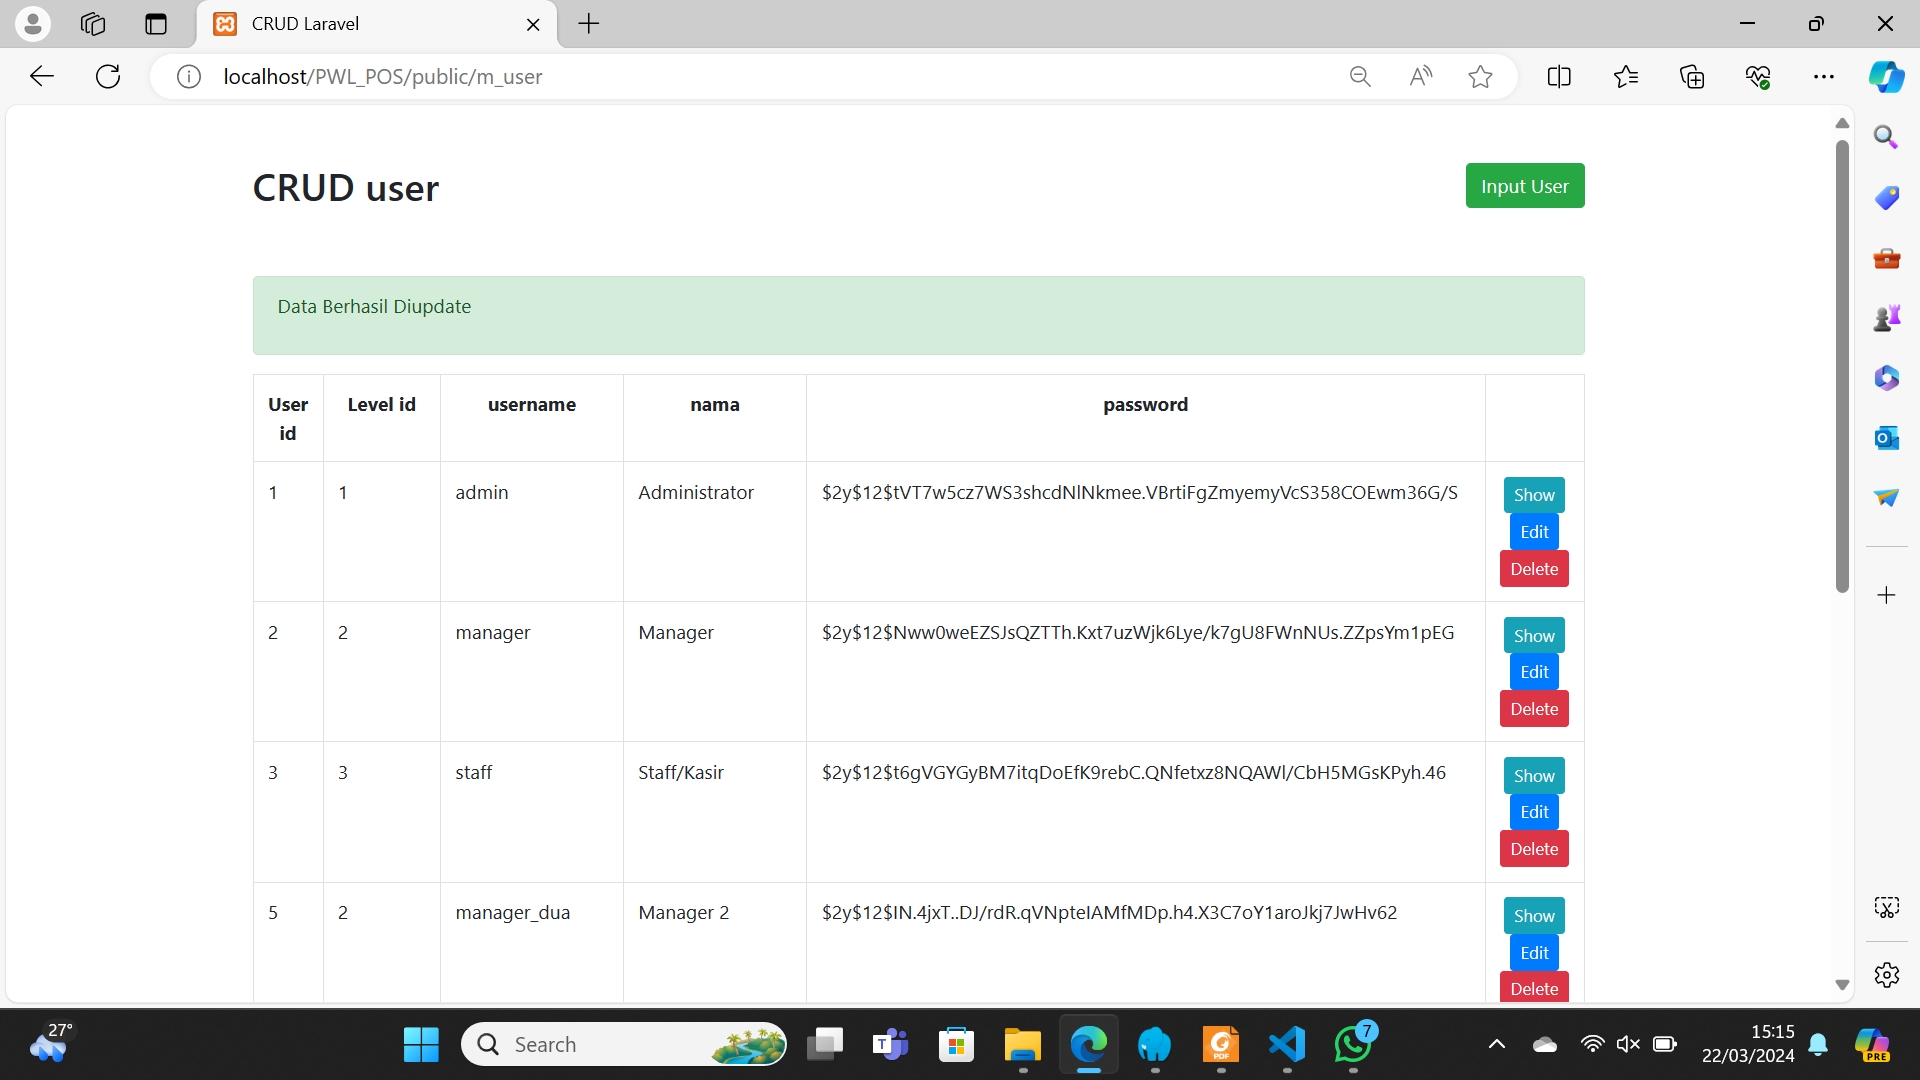 CRUD Laravel
localhost/PWL_POS/public/m_user
CRUD user
Input User
Data Berhasil Diupdate
User id
Level id
username
nama
password
1
1
admin
Administrator
$2y$12$tVT7w5cz7WS3shcdNlNkmee.VBrtiFgZmyemyVcS358COEwm36G/S
Show
Edit
Delete
2
2
manager
Manager
$2y$12$Nww0weEZSJsQZTTh.Kxt7uzWjk6Lye/k7gU8FWnNUs.ZZpsYm1pEG
Show
Edit
Delete
3
3
staff
Staff/Kasir
$2y$12$t6gVGYGyBM7itqDoEfK9rebC.QNfetxz8NQAWl/CbH5MGsKPyh.46
Show
Edit
Delete
5
2
manager_dua
Manager 2
$2y$12$IN.4jxT..DJ/rdR.qVNpteIAMfMDp.h4.X3C7oY1aroJkj7JwHv62
Show
Edit
Delete
27°
Search
7
15:15
22/03/2024
PRE
PDF